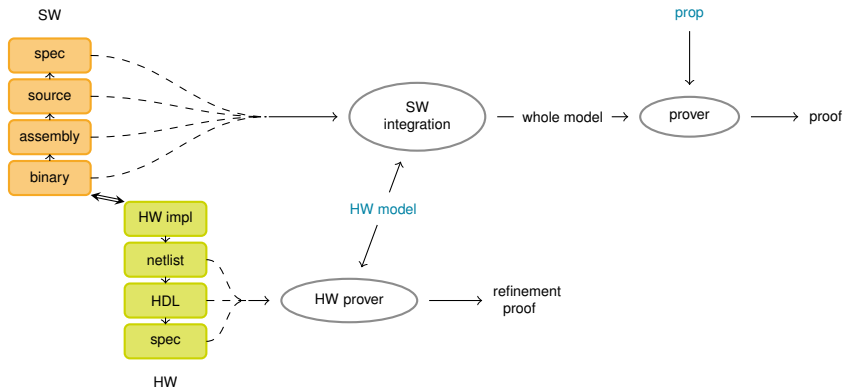 SW
prop
spec
source
assembly
binary
SW
integration
whole model
prover
proof
HW impl
netlist
HDL
spec
HW model
HW prover
refinement
proof
HW